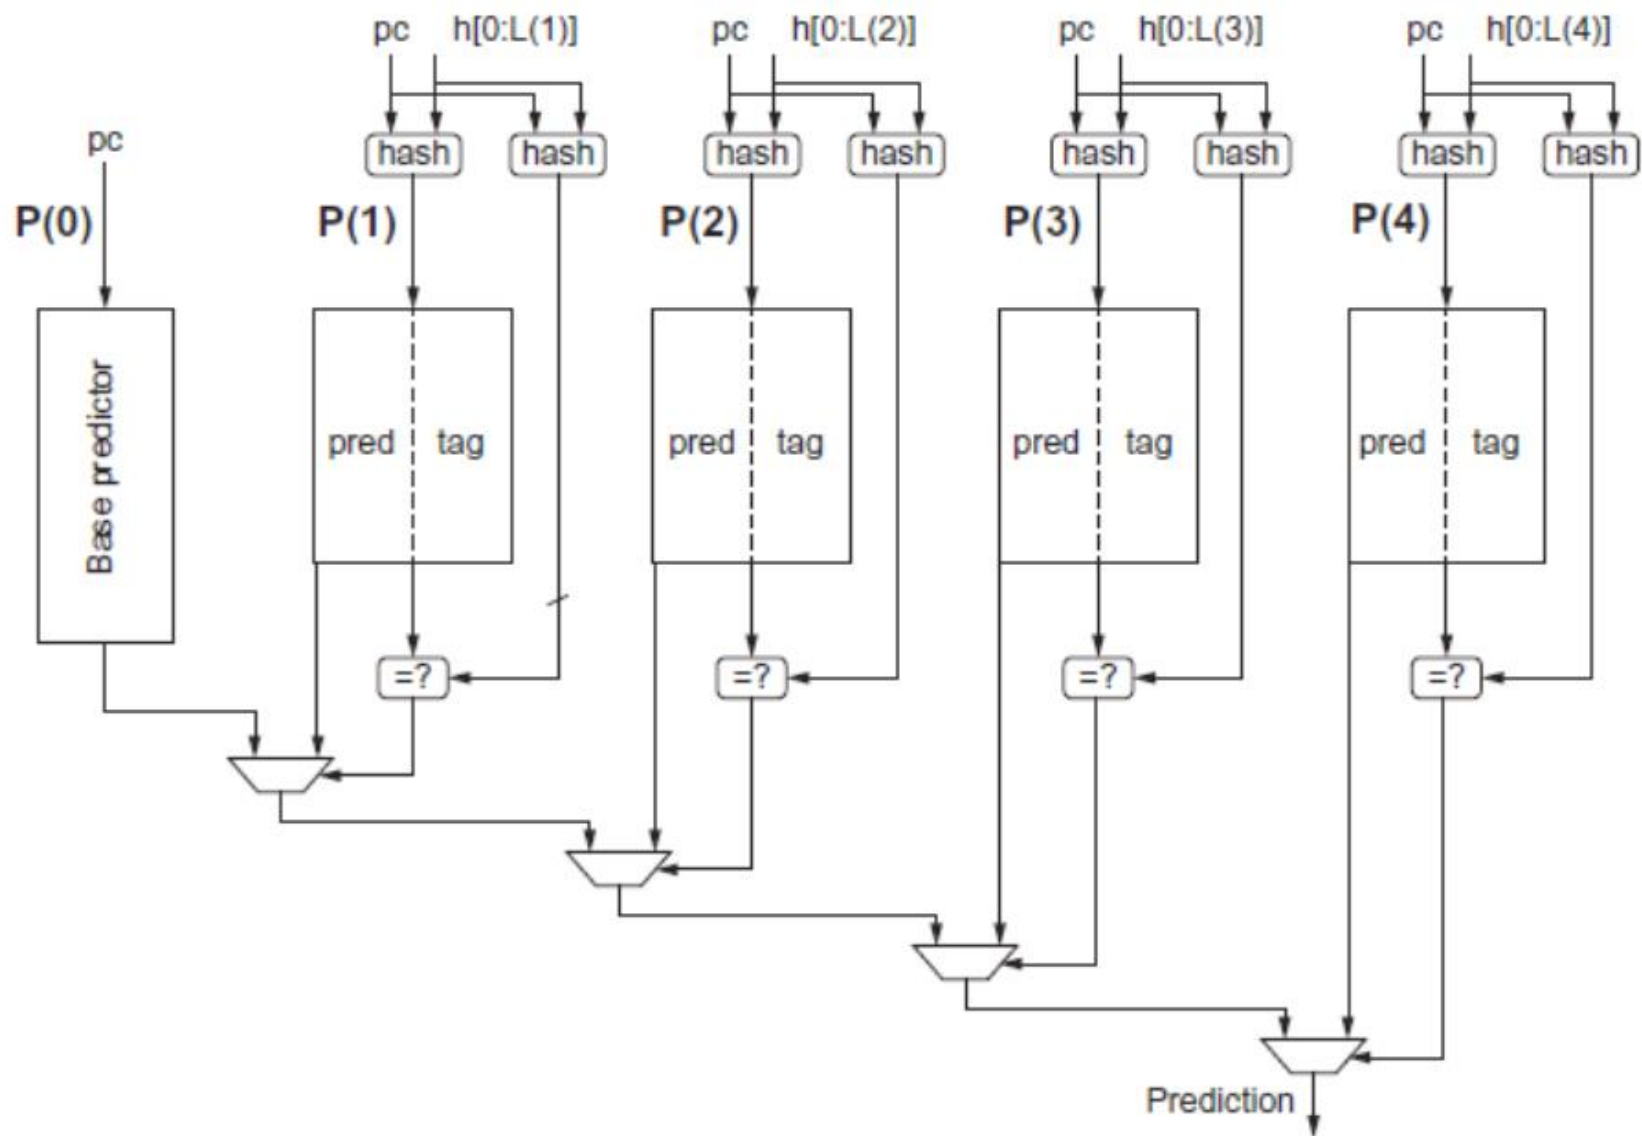 pc h[0:L(1)] pc h[0:L(2)] pc h[0:L(3)] pc h[0:L(4)]
pc hash hash hash hash hash hash hash hash
P(0) P(1) P(2) P(3) P(4)
Base predictor
pred tag pred tag pred tag pred tag
=? =? =? =?
Prediction